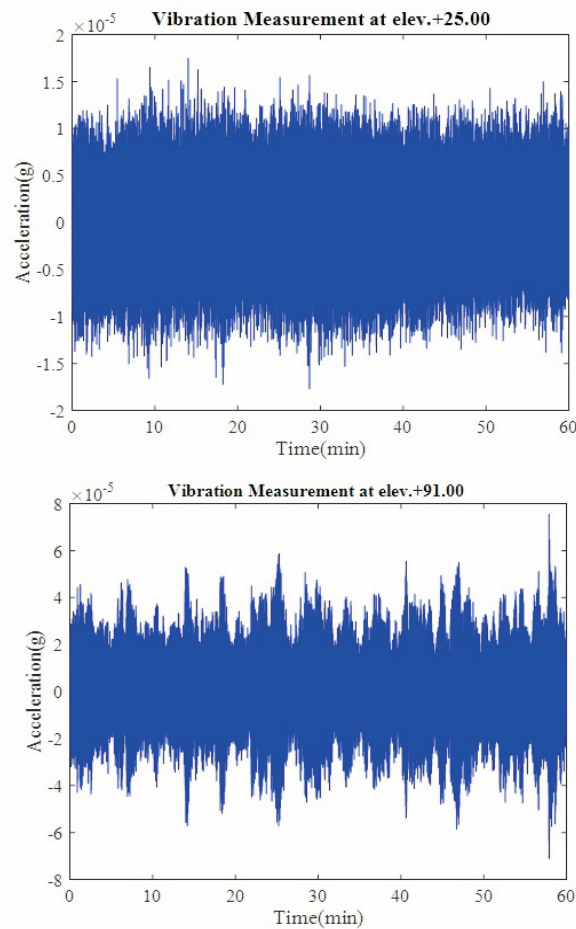 Vibration Measurement at elev.+25.00
×10⁻⁵
2
1.5
1
0.5
0
-0.5
-1
-1.5
-2
Acceleration(g)
0 10 20 30 40 50 60
Time(min)
Vibration Measurement at elev.+91.00
×10⁻⁵
8
6
4
2
0
-2
-4
-6
-8
Acceleration(g)
0 10 20 30 40 50 60
Time(min)